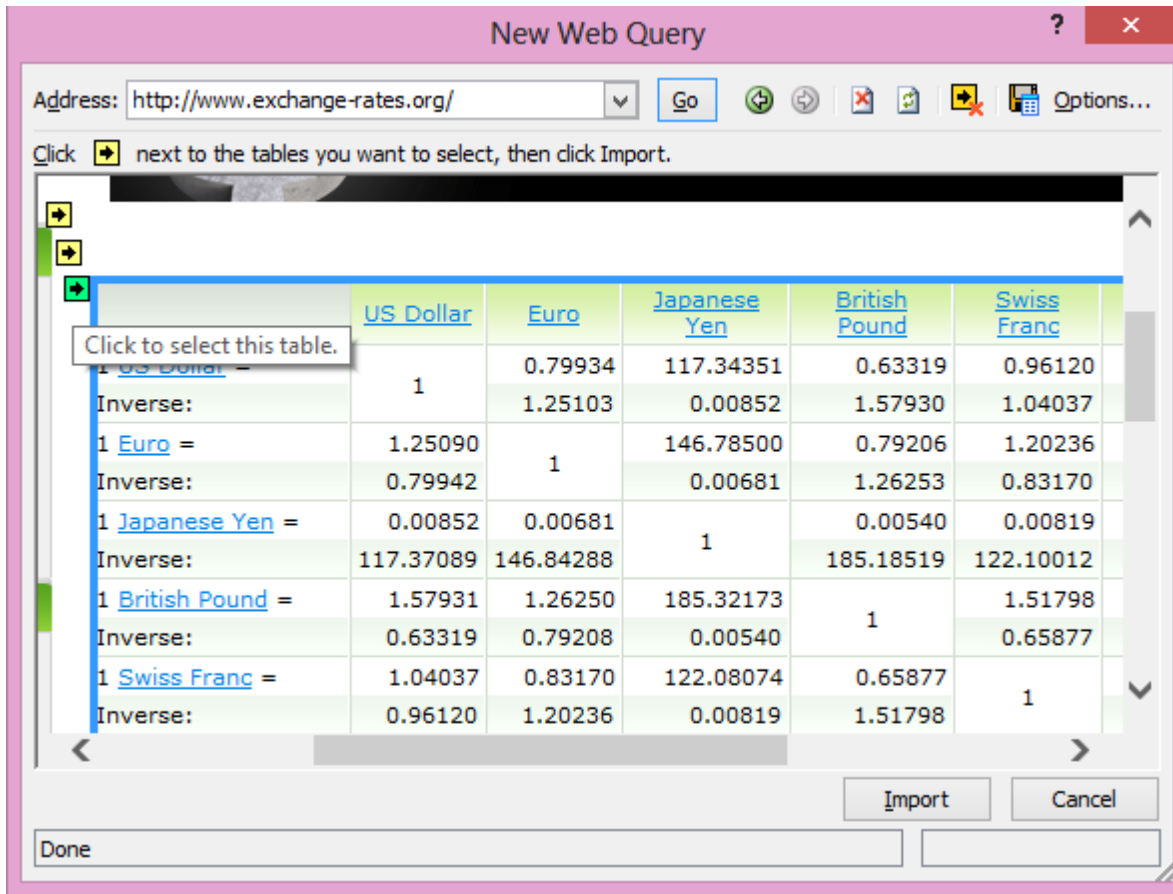 New Web Query
?
Address: http://www.exchange-rates.org/ Go Options...
Click next to the tables you want to select, then click Import.
US Dollar Euro Japanese Yen British Pound Swiss Franc
Click to select this table.
1 US Dollar = 1 0.79934 117.34351 0.63319 0.96120
Inverse: 1.25103 0.00852 1.57930 1.04037
1 Euro = 1.25090 1 146.78500 0.79206 1.20236
Inverse: 0.79942 0.00681 1.26253 0.83170
1 Japanese Yen = 0.00852 0.00681 1 0.00540 0.00819
Inverse: 117.37089 146.84288 185.18519 122.10012
1 British Pound = 1.57931 1.26250 185.32173 1 1.51798
Inverse: 0.63319 0.79208 0.00540 0.65877
1 Swiss Franc = 1.04037 0.83170 122.08074 0.65877 1
Inverse: 0.96120 1.20236 0.00819 1.51798
Import Cancel
Done